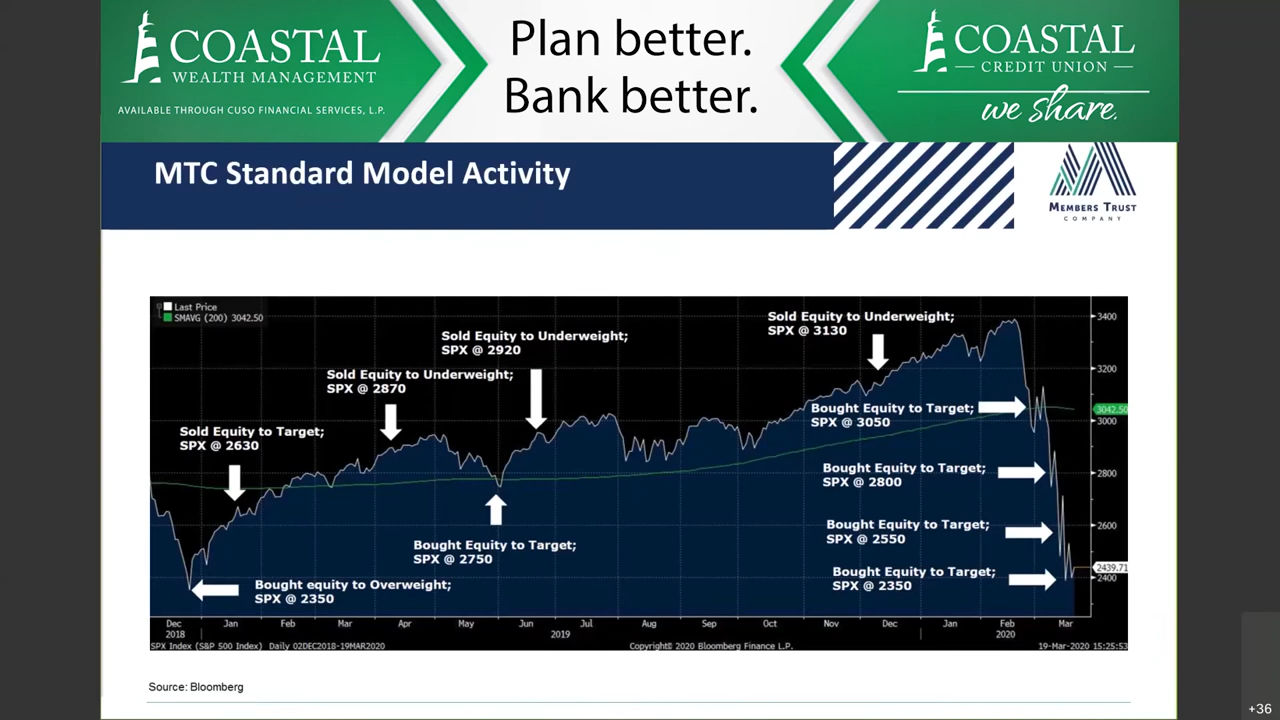 COASTAL
WEALTH MANAGEMENT
AVAILABLE THROUGH CUSO FINANCIAL SERVICES, L.P.
Plan better.
Bank better.
COASTAL
CREDIT UNION
we share.
MTC Standard Model Activity
MEMBERS TRUST
COMPANY
Last Price
SMAVG (200) 3042.50
Sold Equity to Target;
SPX @ 2630
Sold Equity to Underweight;
SPX @ 2870
Sold Equity to Underweight;
SPX @ 2920
Sold Equity to Underweight;
SPX @ 3130
Bought Equity to Target;
SPX @ 3050
Bought Equity to Target;
SPX @ 2800
Bought Equity to Target;
SPX @ 2550
Bought Equity to Target;
SPX @ 2350
Bought Equity to Target;
SPX @ 2750
Bought equity to Overweight;
SPX @ 2350
3400
3200
3042.50
3000
2800
2600
2439.71
2400
Dec Jan Feb Mar Apr May Jun Jul Aug Sep Oct Nov Dec Jan Feb Mar
2018 2019 2020
SPX Index (S&P 500 Index) Daily 02DEC2018-19MAR2020 Copyright© 2020 Bloomberg Finance L.P. 19-Mar-2020 15:25:53
Source: Bloomberg
+36